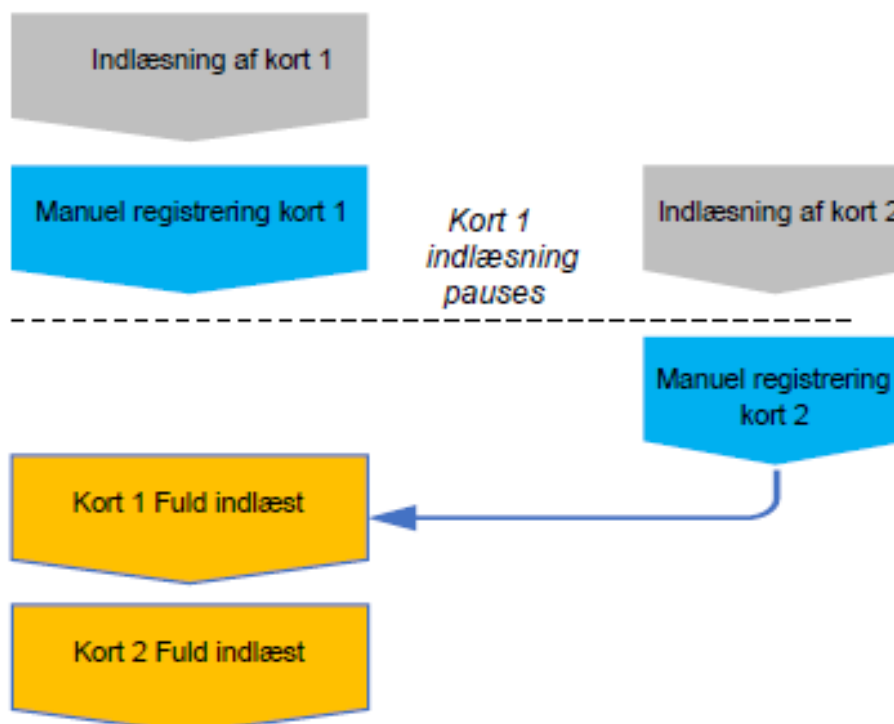 Indlæsning af kort 1
Manuel registrering kort 1
Kort 1
indlæsning
pauses
Indlæsning af kort 2
Manuel registrering
kort 2
Kort 1 Fuld indlæst
Kort 2 Fuld indlæst